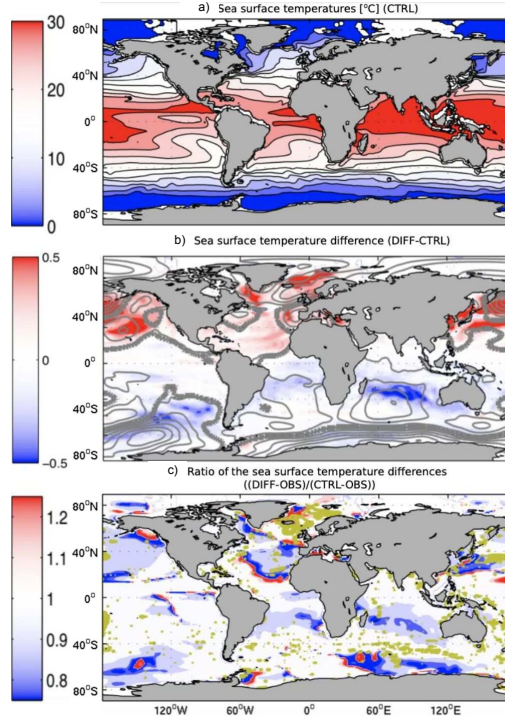 a) Sea surface temperatures [°C] (CTRL)
30
20
10
0
80°N
40°N
0°
40°S
80°S
b) Sea surface temperature difference (DIFF-CTRL)
0.5
0
−0.5
80°N
40°N
0°
40°S
80°S
c) Ratio of the sea surface temperature differences
((DIFF-OBS)/(CTRL-OBS))
1.2
1.1
1
0.9
0.8
80°N
40°N
0°
40°S
80°S
120°W 60°W 0° 60°E 120°E